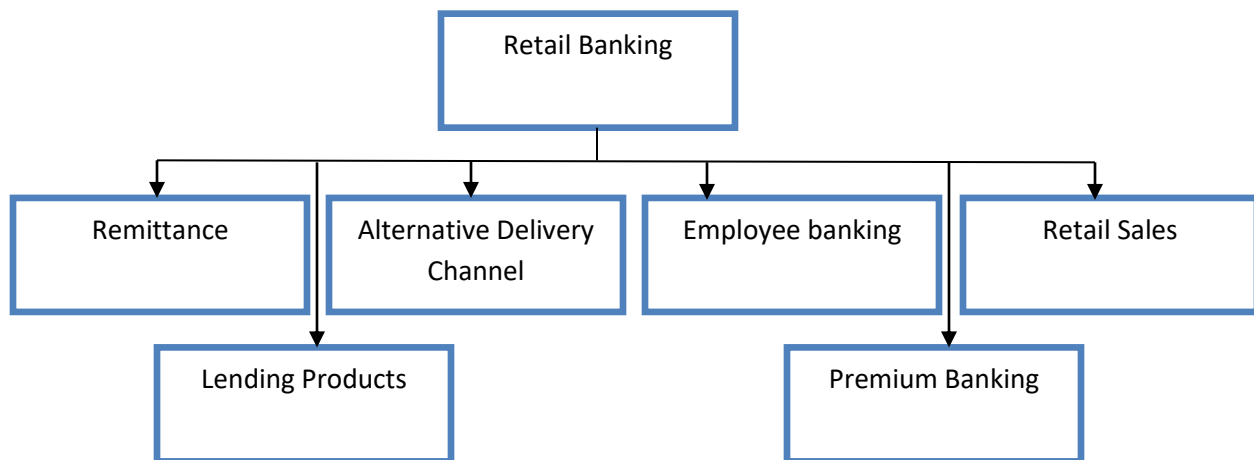 Retail Banking
Remittance
Alternative Delivery
Channel
Employee banking
Retail Sales
Lending Products
Premium Banking